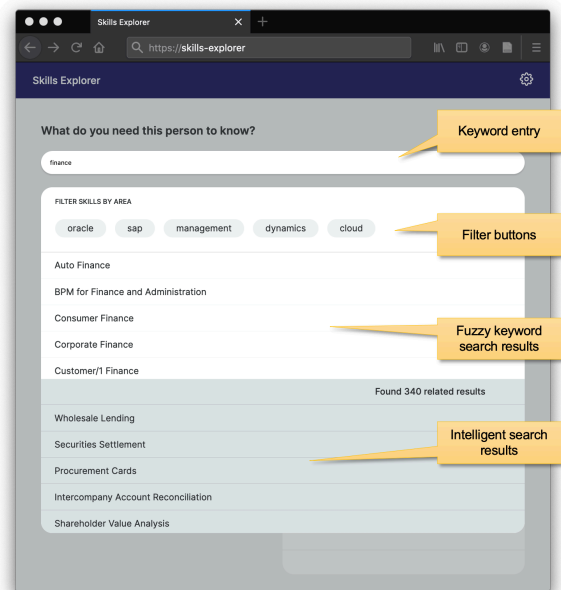 Skills Explorer
https://skills-explorer
Skills Explorer
What do you need this person to know?
Keyword entry
finance
FILTER SKILLS BY AREA
oracle sap management dynamics cloud
Filter buttons
Auto Finance
BPM for Finance and Administration
Consumer Finance
Corporate Finance
Fuzzy keyword
search results
Customer/1 Finance
Found 340 related results
Wholesale Lending
Securities Settlement
Intelligent search
results
Procurement Cards
Intercompany Account Reconciliation
Shareholder Value Analysis